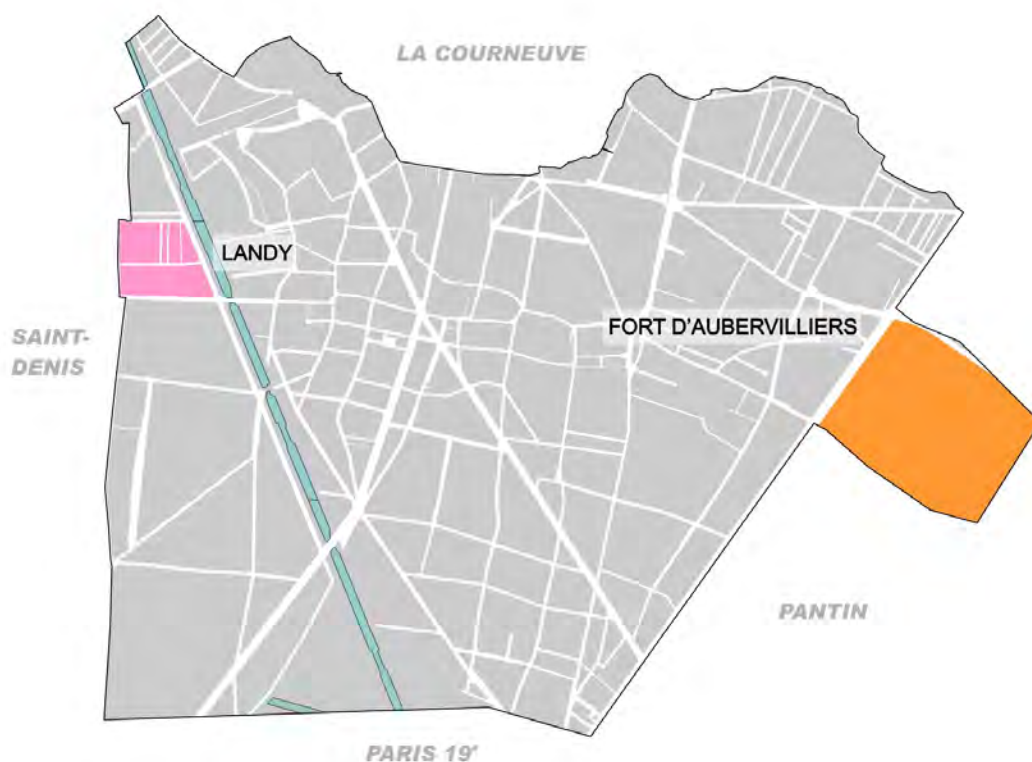 LA COURNEUVE
LANDY
SAINT-
DENIS
FORT D'AUBERVILLIERS
PANTIN
PARIS 19'